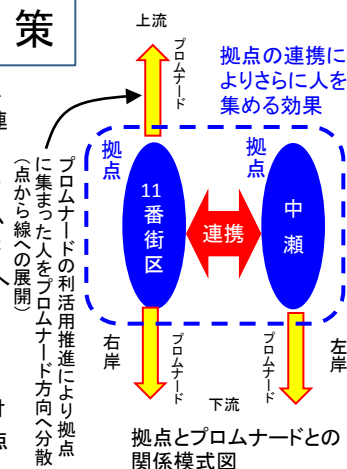 策
上流
プロムナード
拠点の連携に
よりさらに人を
集める効果
拠点
拠点
11番街区
連携
中瀬
プロムナードの利活用推進により拠点
に集まった人をプロムナード方向へ分散
(点から線への展開)
右岸
プロムナード
プロムナード
左岸
下流
拠点とプロムナードとの
関係模式図
連
点